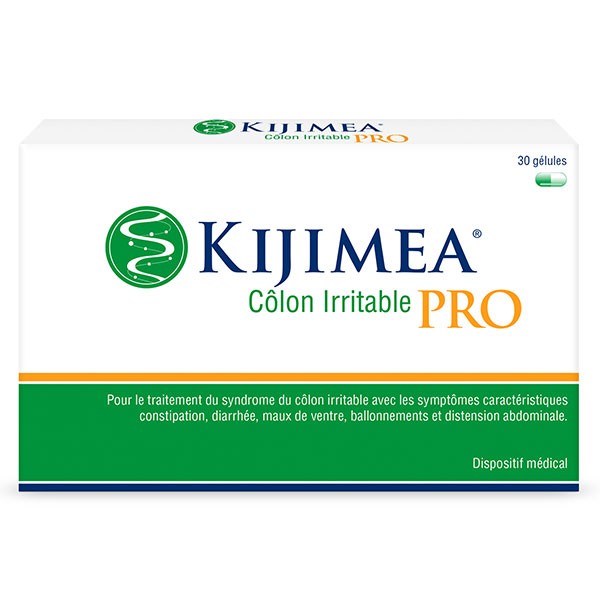 KIJIMEA®
Côlon Irritable PRO
30 gélules
KIJIMEA®
Côlon Irritable PRO
Pour le traitement du syndrome du côlon irritable avec les symptômes caractéristiques
constipation, diarrhée, maux de ventre, ballonnements et distension abdominale.
Dispositif médical